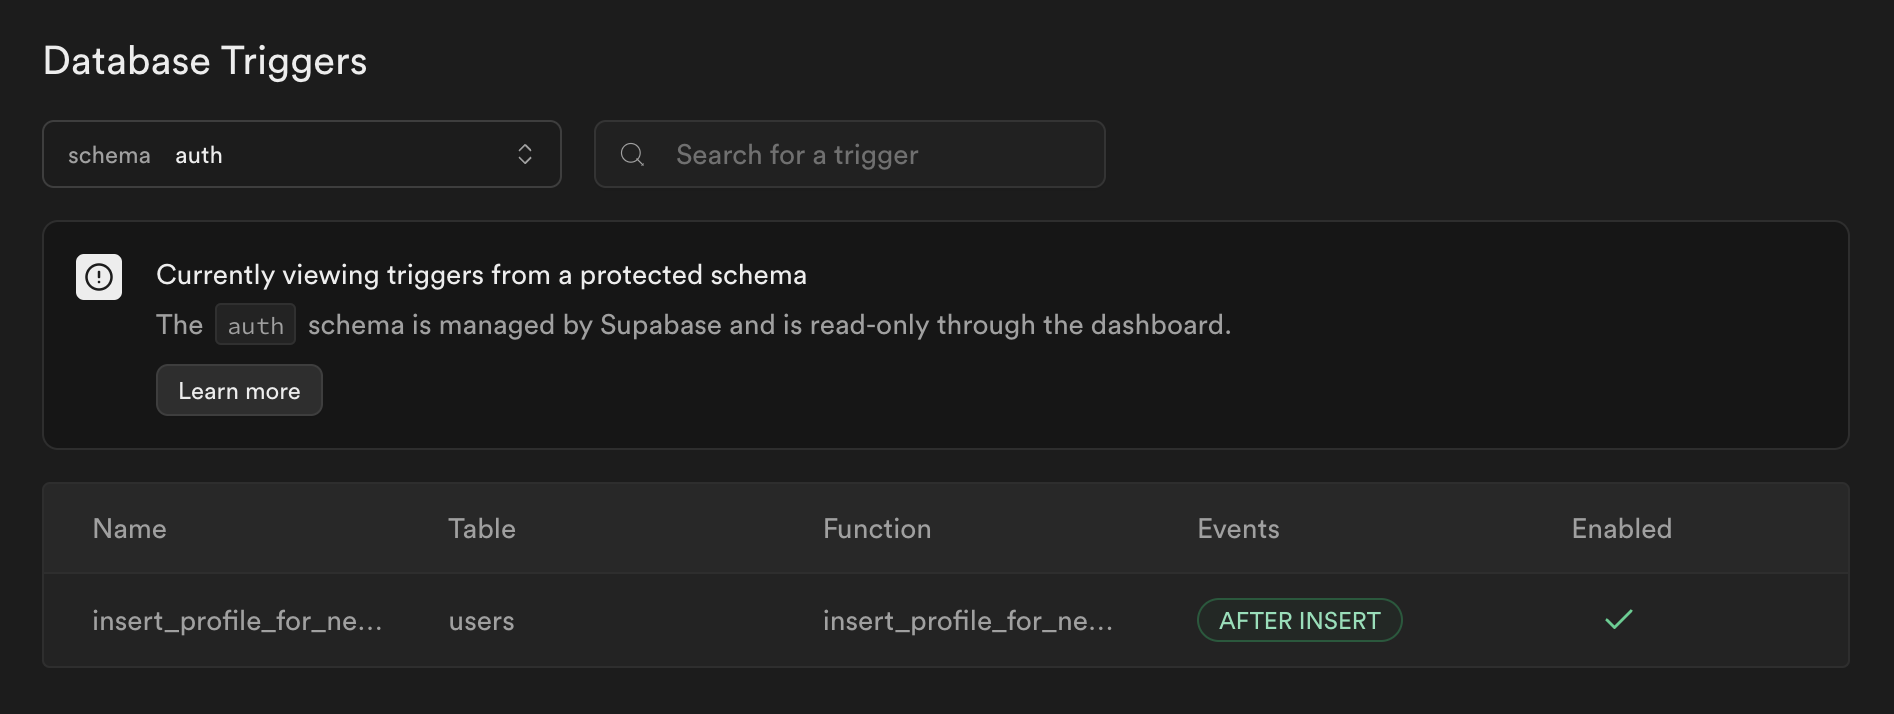 Database Triggers
schema auth
Search for a trigger
Currently viewing triggers from a protected schema
The auth schema is managed by Supabase and is read-only through the dashboard.
Learn more
Name Table Function Events Enabled
insert_profile_for_ne... users insert_profile_for_ne... AFTER INSERT